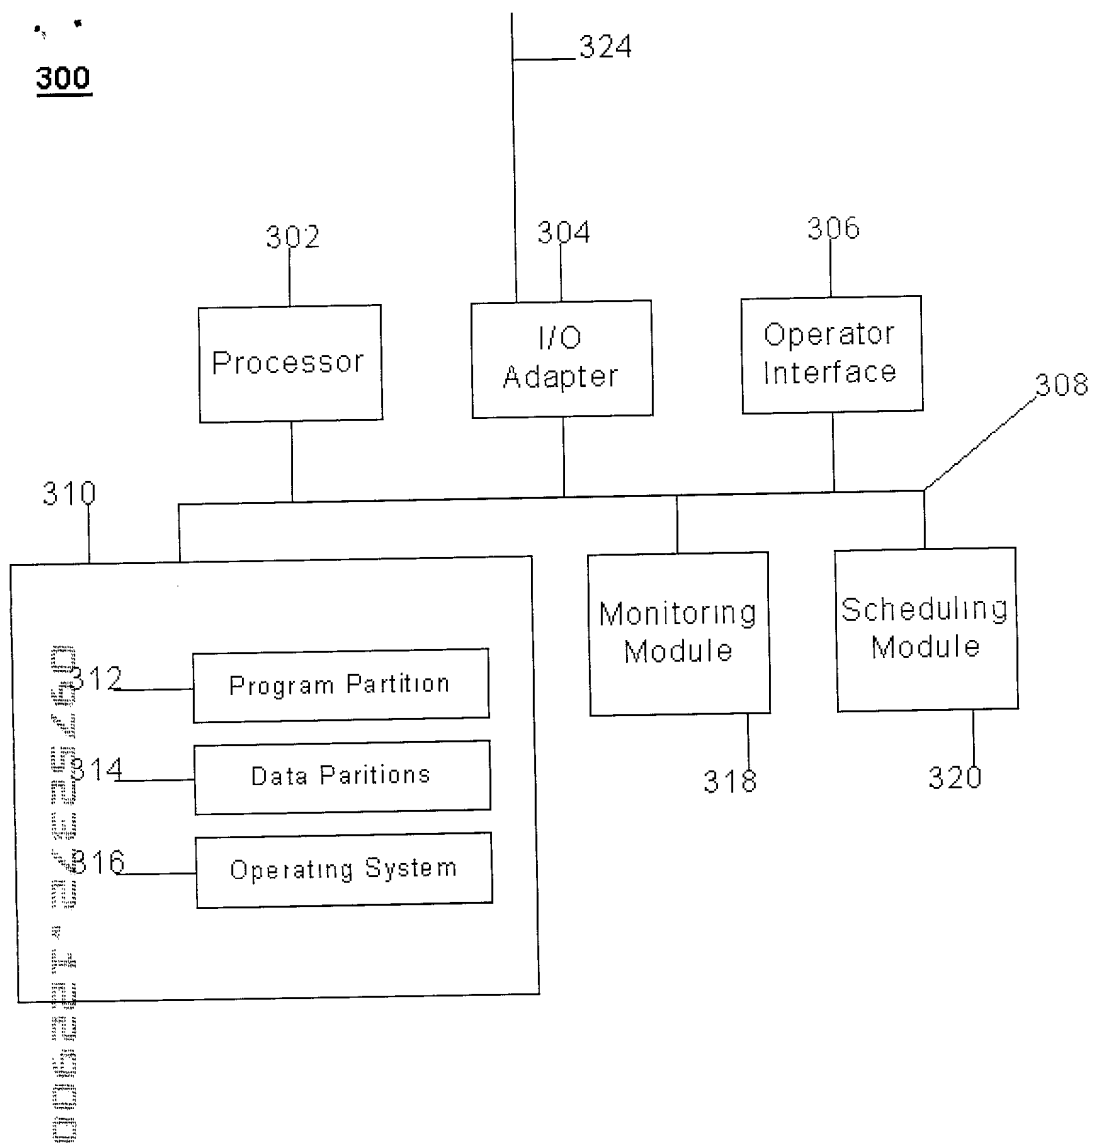 300
324
302
304
306
Processor
I/O
Adapter
Operator
Interface
308
310
312
Program Partition
314
Data Paritions
316
Operating System
Monitoring
Module
Scheduling
Module
318
320